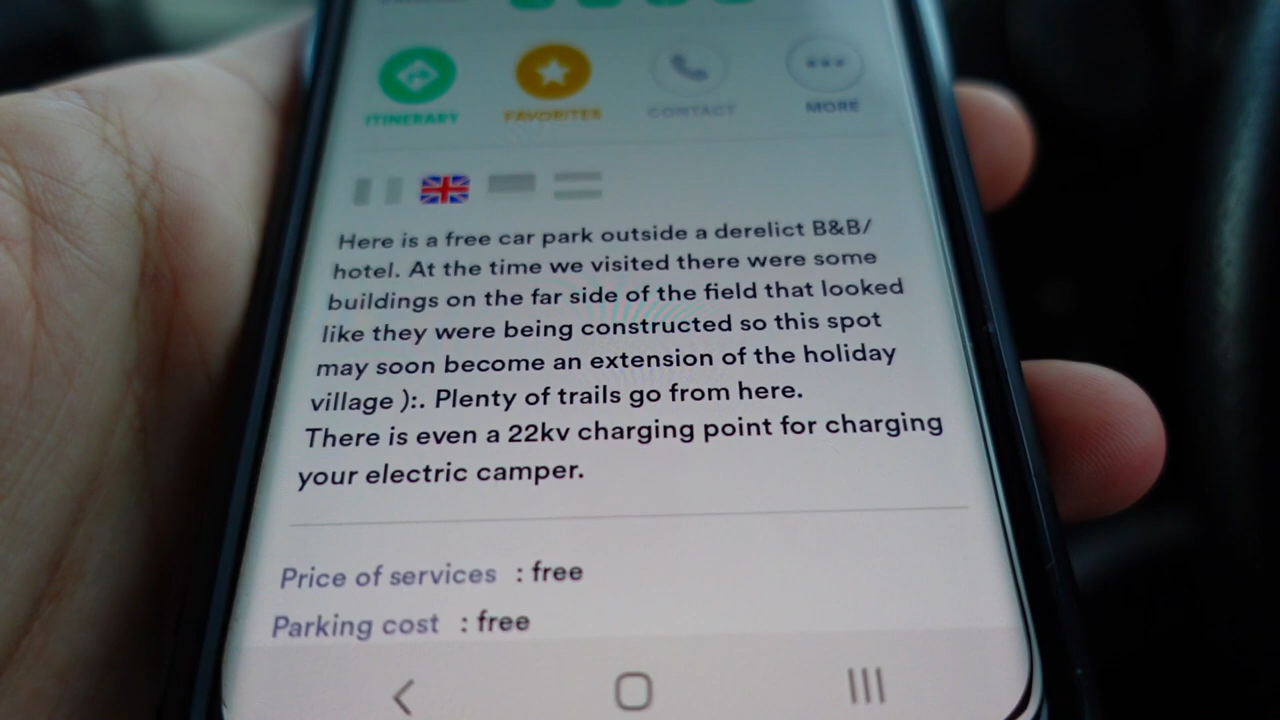 ITINERARY
FAVORITES
CONTACT
MORE
Here is a free car park outside a derelict B&B/
hotel. At the time we visited there were some
buildings on the far side of the field that looked
like they were being constructed so this spot
may soon become an extension of the holiday
village ):. Plenty of trails go from here.
There is even a 22kv charging point for charging
your electric camper.
Price of services : free
Parking cost : free